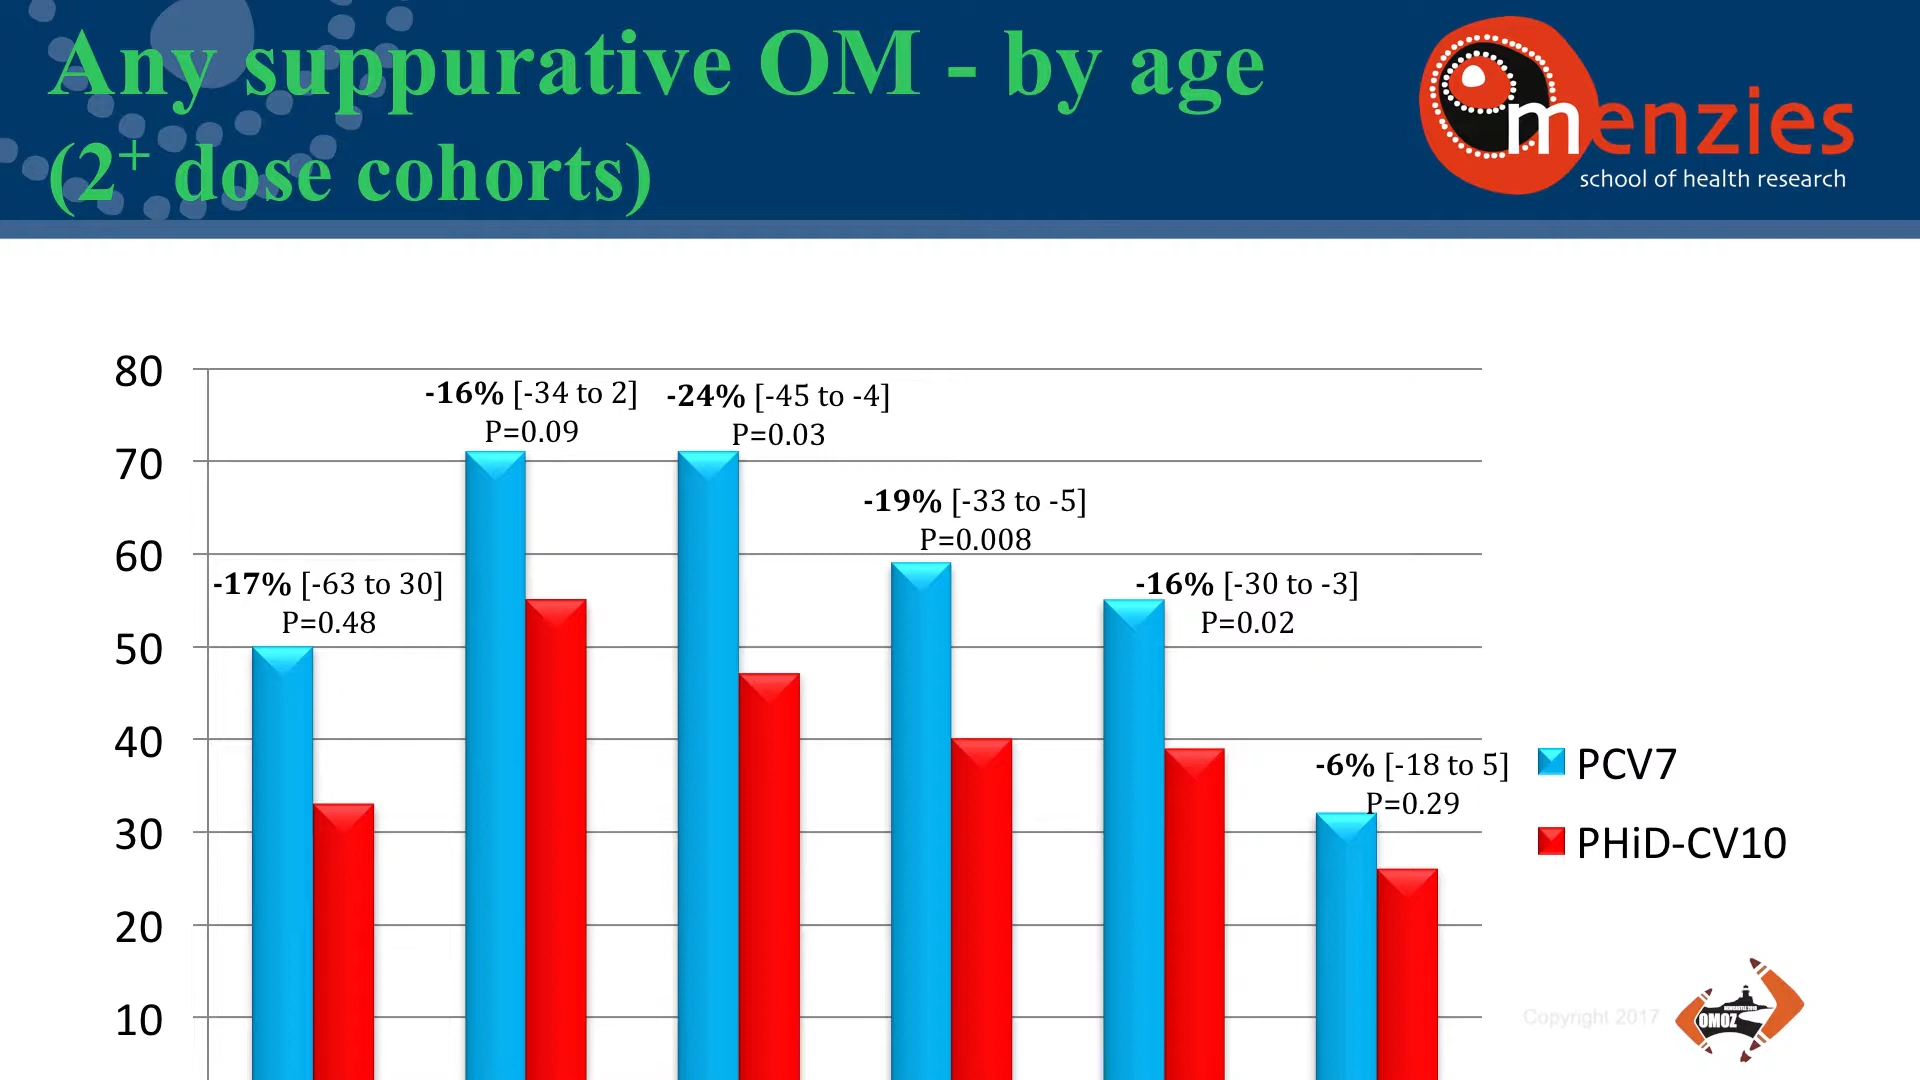 Any suppurative OM - by age
(2+ dose cohorts)
menzies
school of health research
80
70
60
50
40
30
20
10
-16% [-34 to 2]
P=0.09
-24% [-45 to -4]
P=0.03
-19% [-33 to -5]
P=0.008
-17% [-63 to 30]
P=0.48
-16% [-30 to -3]
P=0.02
-6% [-18 to 5]
P=0.29
PCV7
PHiD-CV10
Copyright 2017
OMOZ